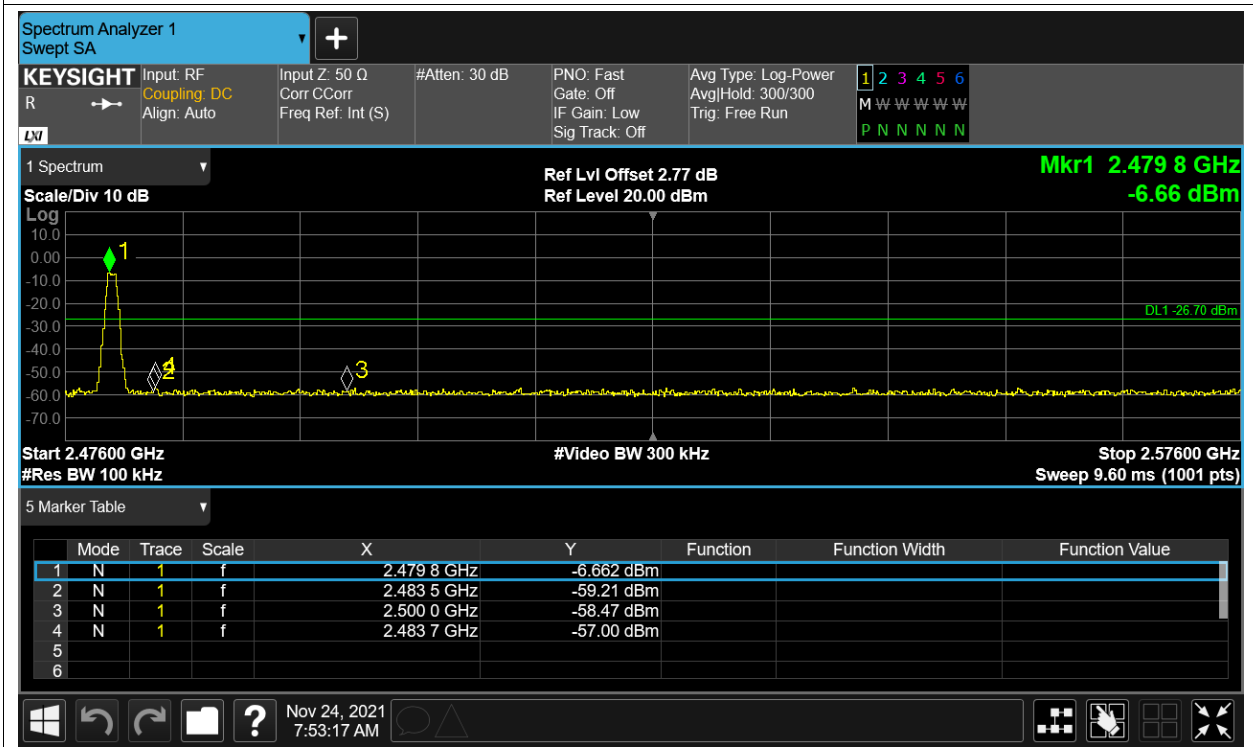 Spectrum Analyzer 1
Swept SA
KEYSIGHT Input: RF Input Z: 50 Ω #Atten: 30 dB PNO: Fast Avg Type: Log-Power 1 2 3 4 5 6
R Coupling: DC Corr CCorr Gate: Off Avg|Hold: 300/300 M W W W W W
Align: Auto Freq Ref: Int (S) IF Gain: Low Trig: Free Run
LXI Sig Track: Off P N N N N N
1 Spectrum Ref Lvl Offset 2.77 dB Mkr1 2.479 8 GHz
Scale/Div 10 dB Ref Level 20.00 dBm -6.66 dBm
Log
10.0
0.00 1
-10.0
-20.0
DL1 -26.70 dBm
-30.0
-40.0
-50.0 4 2 3
-60.0
-70.0
Start 2.47600 GHz #Video BW 300 kHz Stop 2.57600 GHz
#Res BW 100 kHz Sweep 9.60 ms (1001 pts)
5 Marker Table
Mode Trace Scale X Y Function Function Width Function Value
1 N 1 f 2.479 8 GHz -6.662 dBm
2 N 1 f 2.483 5 GHz -59.21 dBm
3 N 1 f 2.500 0 GHz -58.47 dBm
4 N 1 f 2.483 7 GHz -57.00 dBm
5
6
? Nov 24, 2021
7:53:17 AM